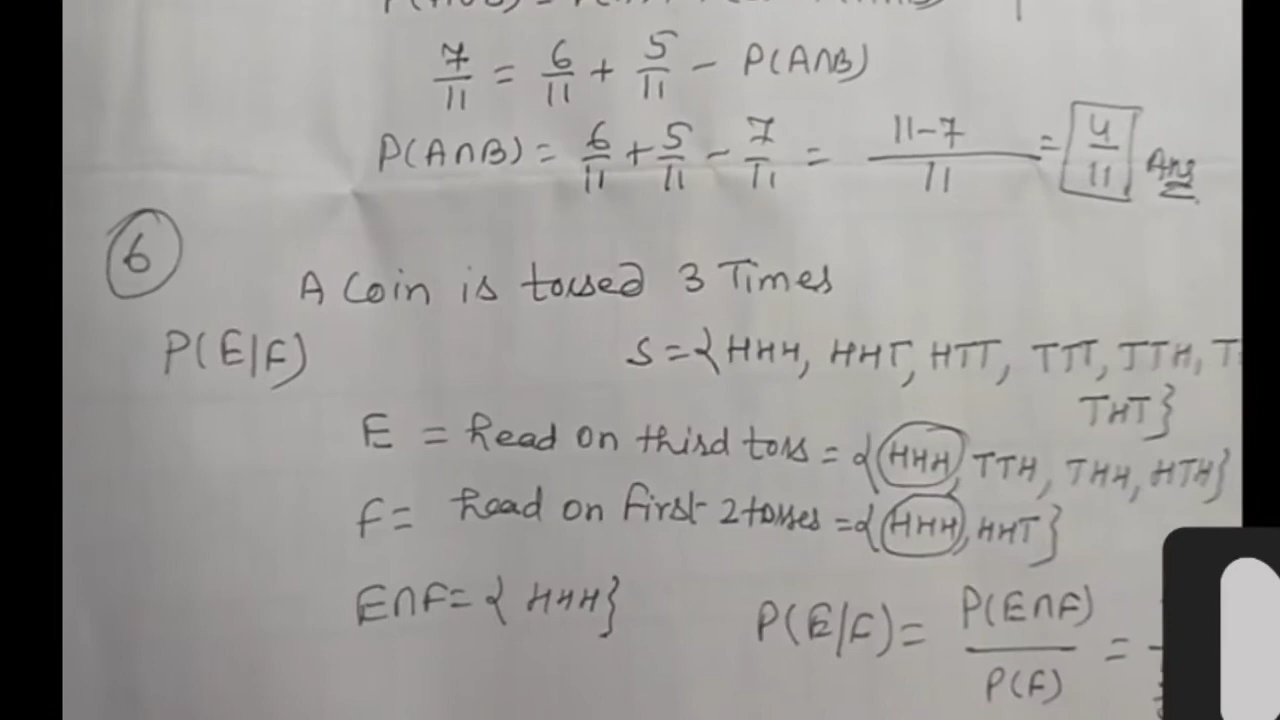 7/11 = 6/11 + 5/11 - P(A∩B)
P(A∩B) = 6/11 + 5/11 - 7/11 = 11-7/11 = 4/11 Ans
6
A Coin is tossed 3 Times
P(E|F)
S = {HHH, HHT, HTT, TTT, TTH,
THT}
E = head on third toss = {HHH, TTH, THH, HTH}
F = head on first 2 tosses = {HHH, HHT}
E∩F = {HHH}
P(E/F) = P(E∩F)/P(F) =